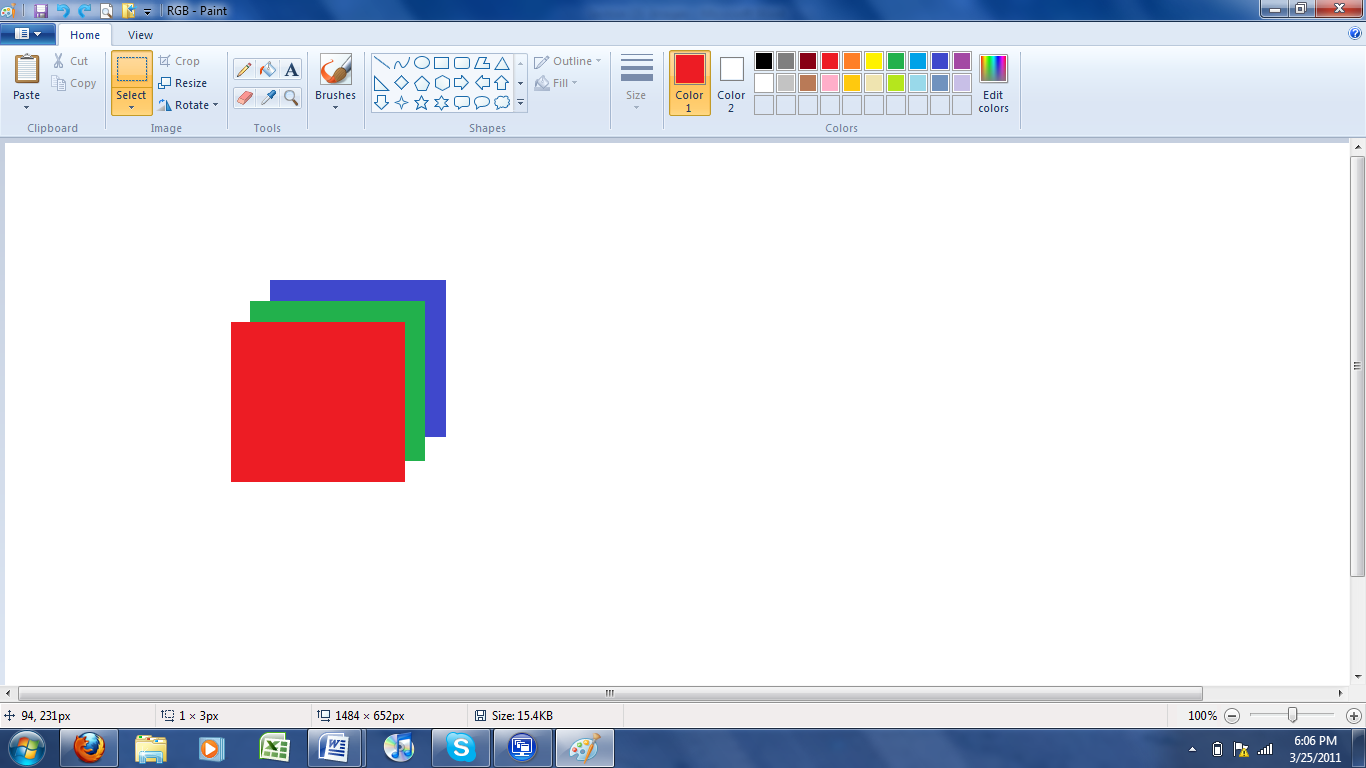 RGB - Paint
Home View
Paste
Cut
Copy
Clipboard
Select
Crop
Resize
Rotate
Image
A
Tools
Brushes
Shapes
Outline
Fill
Size
Color
1
Color
2
Edit
colors
Colors
94, 231px
1 × 3px
1484 × 652px
Size: 15.4KB
100%
6:06 PM
3/25/2011